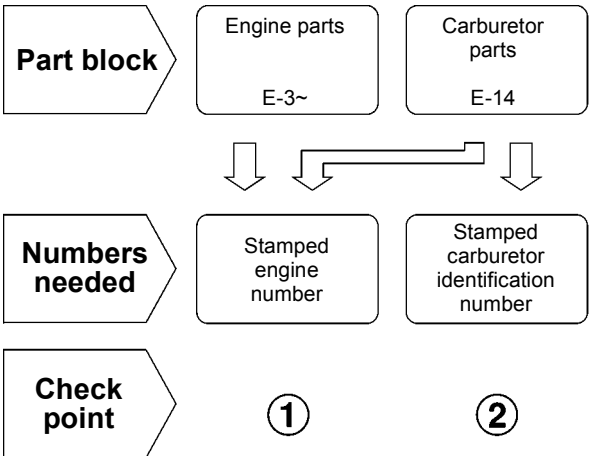 Part block
Engine parts
E-3~
Carburetor
parts
E-14
Numbers
needed
Stamped
engine
number
Stamped
carburetor
identification
number
Check
point
①
②